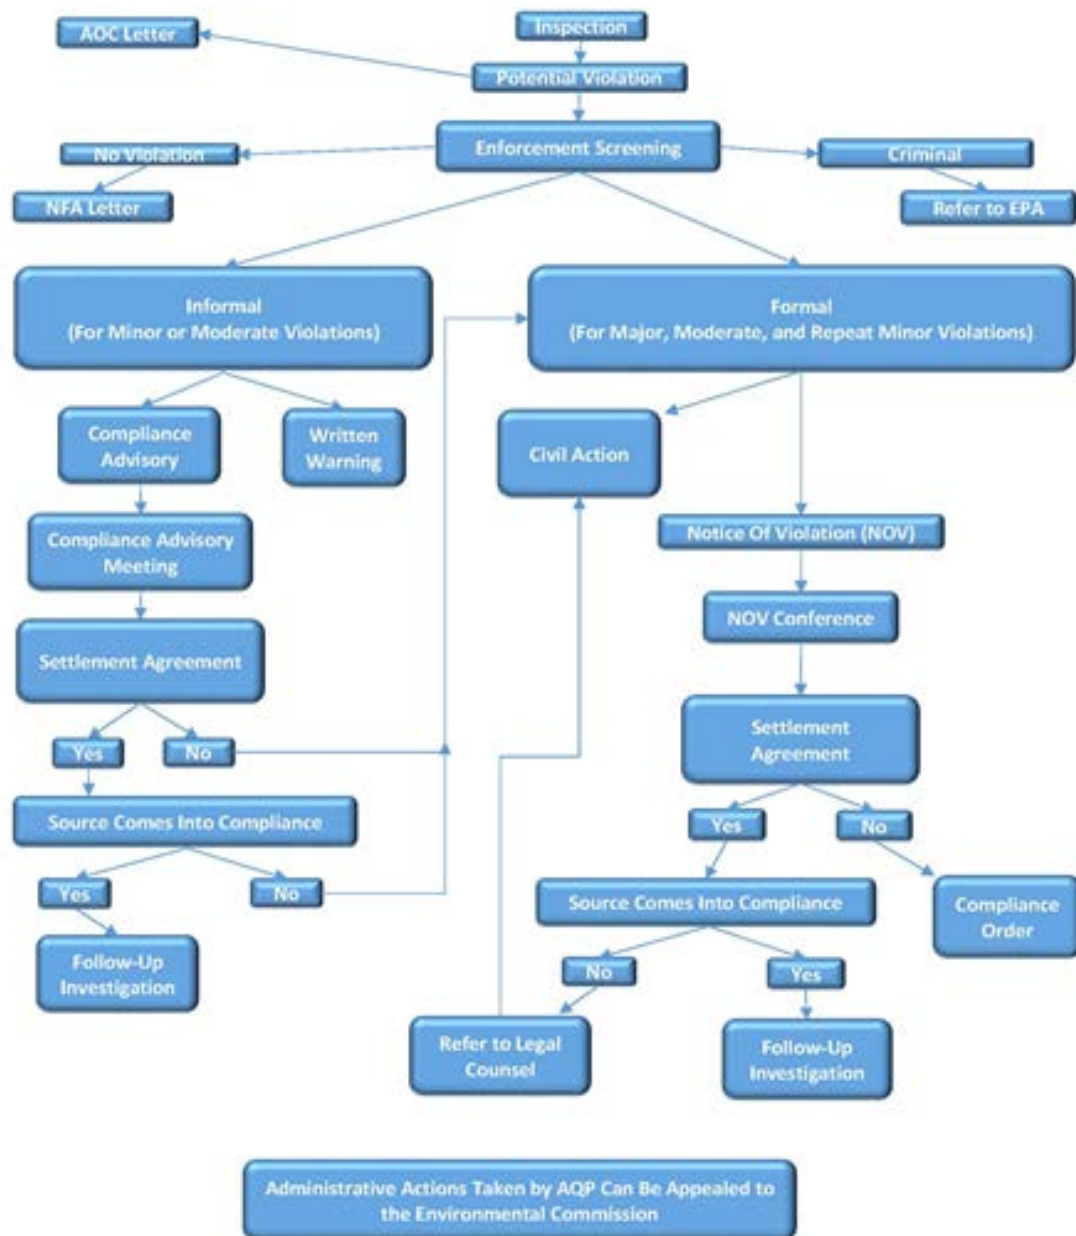 Inspection
AOC Letter
Potential Violation
Enforcement Screening
No Violation
Criminal
NFA Letter
Refer to EPA
Informal
(For Minor or Moderate Violations)
Formal
(For Major, Moderate, and Repeat Minor Violations)
Compliance
Advisory
Written
Warning
Civil Action
Compliance Advisory
Meeting
Notice Of Violation (NOV)
NOV Conference
Settlement Agreement
Settlement
Agreement
Yes
No
Source Comes Into Compliance
Yes
No
Yes
No
Source Comes Into Compliance
Compliance
Order
Follow-Up
Investigation
No
Yes
Refer to Legal
Counsel
Follow-Up
Investigation
Administrative Actions Taken by AQP Can Be Appealed to
the Environmental Commission